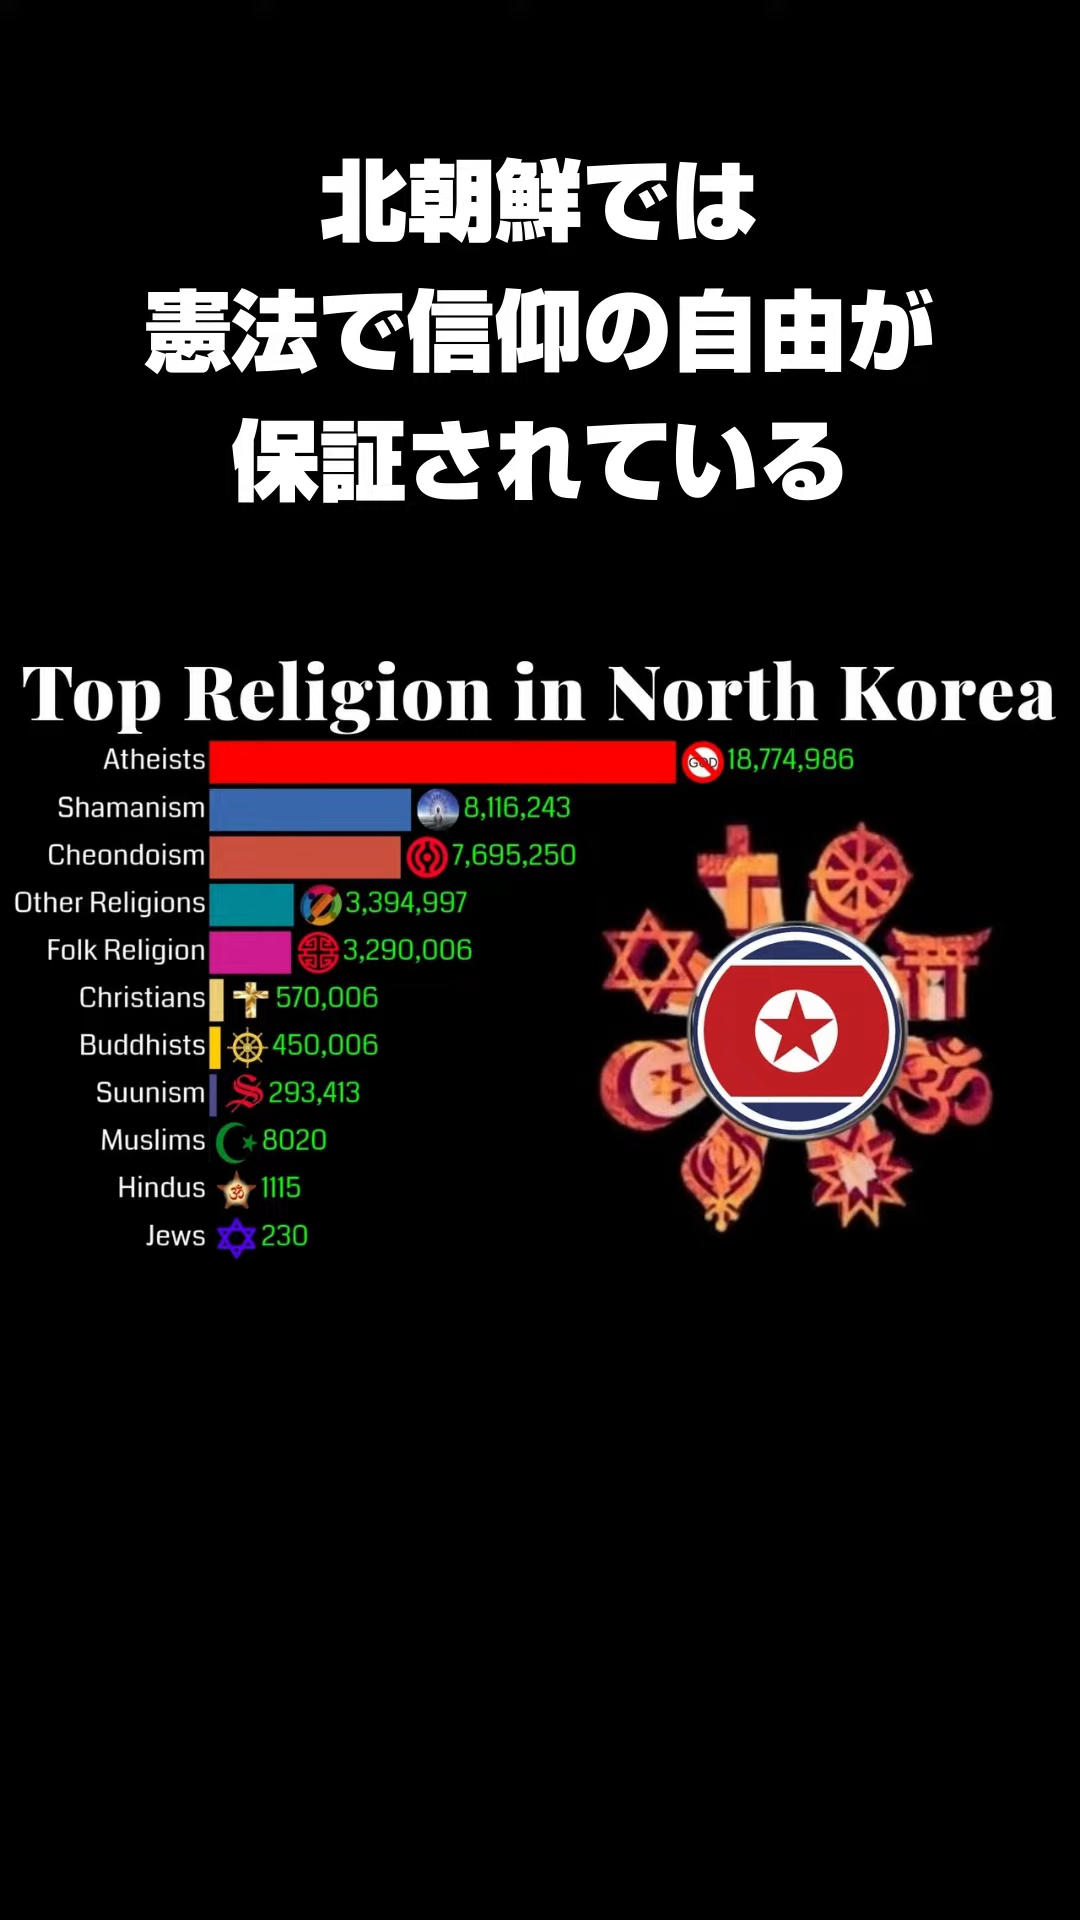 北朝鮮では
憲法で信仰の自由が
保証されている
Top Religion in North Korea
Atheists GOD 18,774,986
Shamanism 8,116,243
Cheondoism 7,695,250
Other Religions 3,394,997
Folk Religion 3,290,006
Christians 570,006
Buddhists 450,006
Suunism S 293,413
Muslims 8020
Hindus ॐ 1115
Jews 230